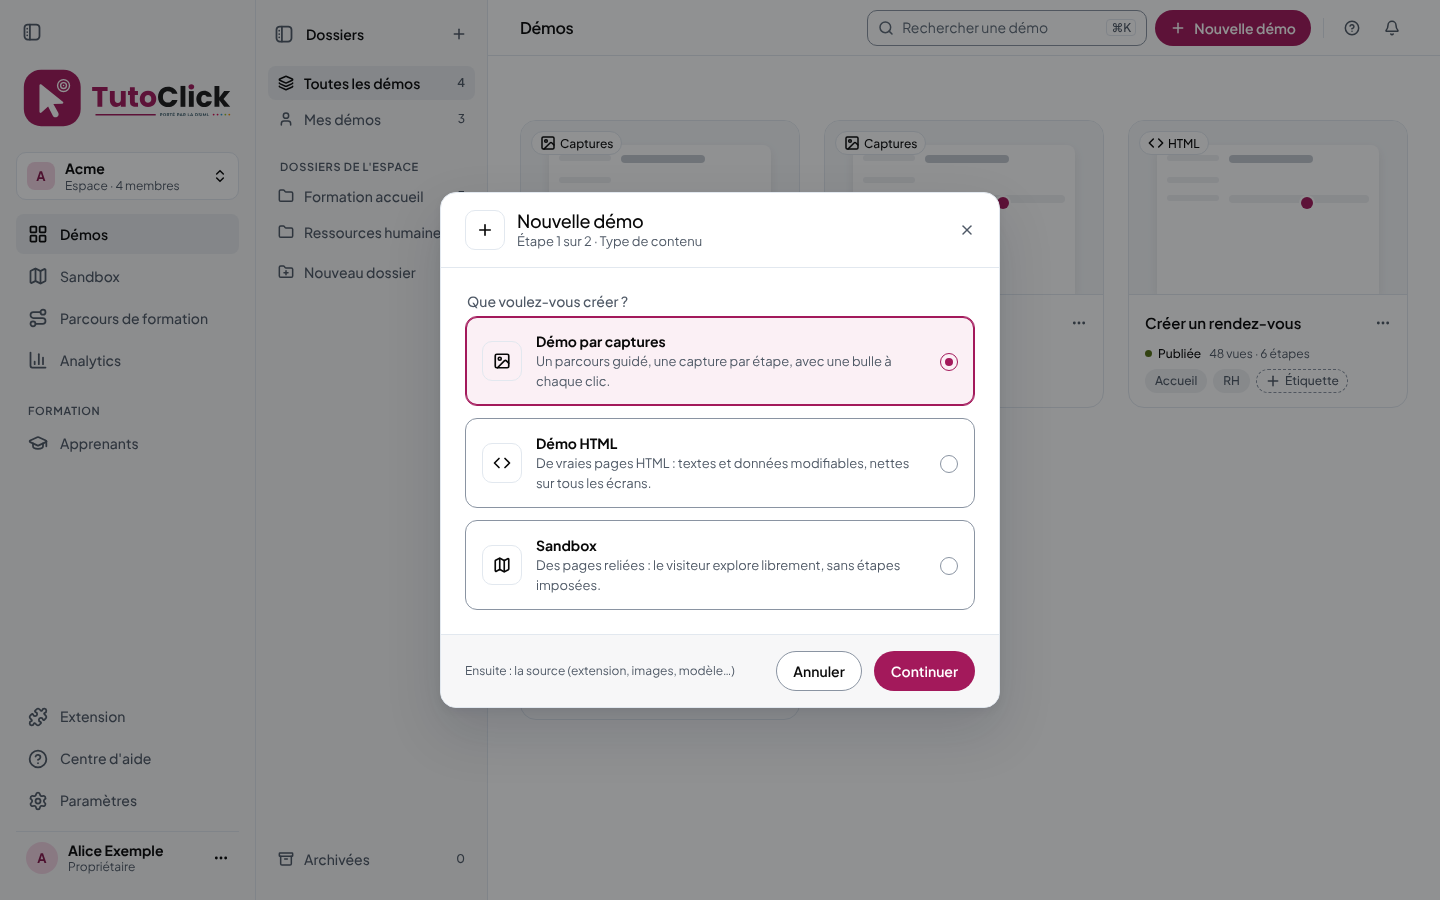 TutoClick
PORTÉ PAR LA DSIML
A
Acme
Espace · 4 membres
Démos
Sandbox
Parcours de formation
Analytics
FORMATION
Apprenants
Extension
Centre d'aide
Paramètres
A
Alice Exemple
Propriétaire
Dossiers
Toutes les démos 4
Mes démos 3
DOSSIERS DE L'ESPACE
Formation accueil
Ressources humaine
Nouveau dossier
Archivées 0
Démos
Rechercher une démo ⌘K
Nouvelle démo
Captures
Captures
HTML
Créer un rendez-vous
Publiée 48 vues · 6 étapes
Accueil RH Étiquette
Nouvelle démo
Étape 1 sur 2 · Type de contenu
Que voulez-vous créer ?
Démo par captures
Un parcours guidé, une capture par étape, avec une bulle à
chaque clic.
Démo HTML
De vraies pages HTML : textes et données modifiables, nettes
sur tous les écrans.
Sandbox
Des pages reliées : le visiteur explore librement, sans étapes
imposées.
Ensuite : la source (extension, images, modèle…)
Annuler
Continuer